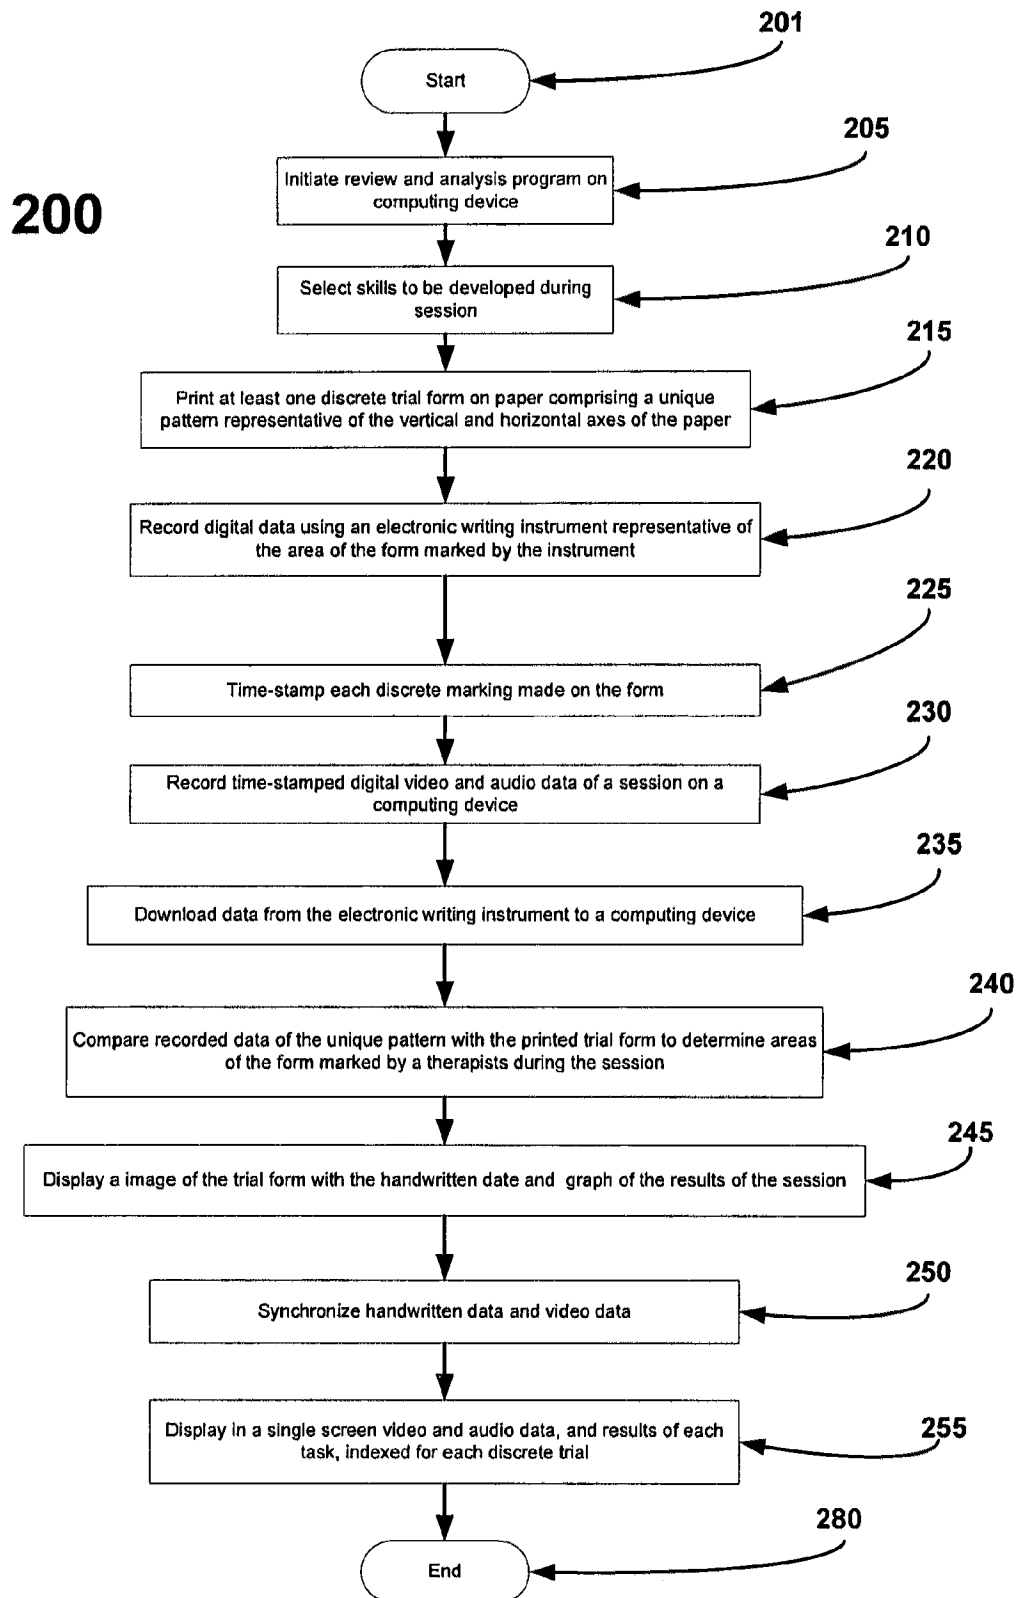 201
Start
205
Initiate review and analysis program on
computing device
200
210
Select skills to be developed during
session
215
Print at least one discrete trial form on paper comprising a unique
pattern representative of the vertical and horizontal axes of the paper
220
Record digital data using an electronic writing instrument representative of
the area of the form marked by the instrument
225
Time-stamp each discrete marking made on the form
230
Record time-stamped digital video and audio data of a session on a
computing device
235
Download data from the electronic writing instrument to a computing device
240
Compare recorded data of the unique pattern with the printed trial form to determine areas
of the form marked by a therapists during the session
245
Display a image of the trial form with the handwritten date and graph of the results of the session
250
Synchronize handwritten data and video data
255
Display in a single screen video and audio data, and results of each
task, indexed for each discrete trial
280
End